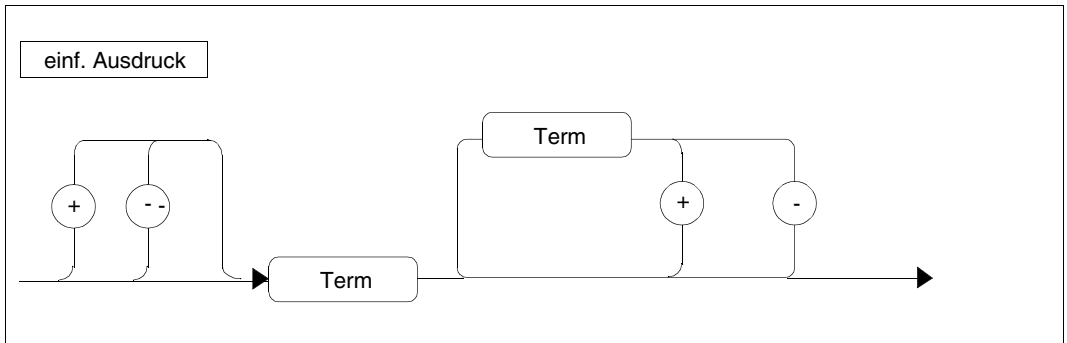 einf. Ausdruck
Term
+ - - + -
Term